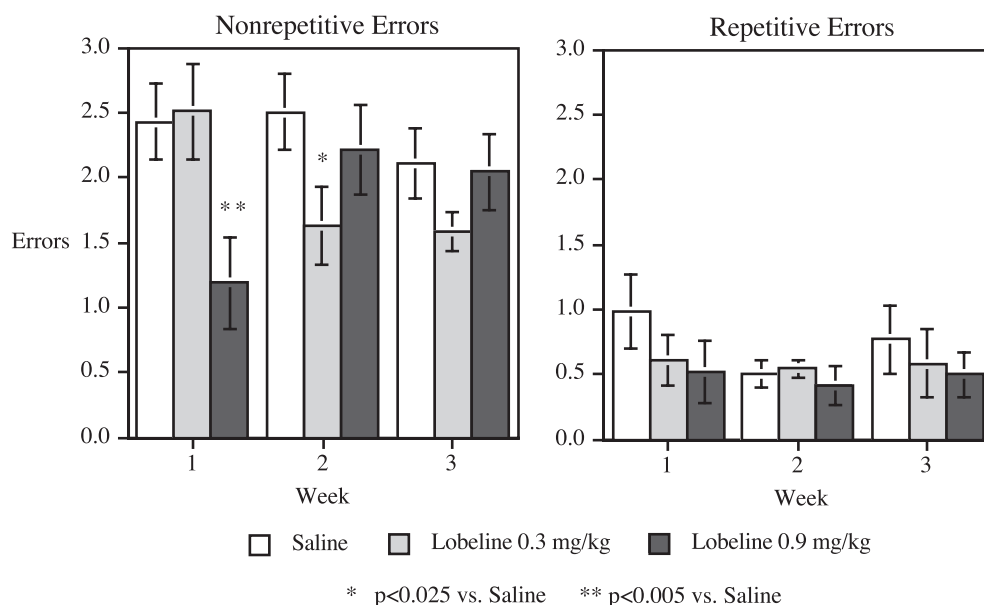 Nonrepetitive Errors
3.0
2.5
2.0
1.5
1.0
0.5
0.0
Errors
* *
*
1 2 3
Week
Repetitive Errors
3.0
2.5
2.0
1.5
1.0
0.5
0.0
1 2 3
Week
Saline Lobeline 0.3 mg/kg Lobeline 0.9 mg/kg
* p<0.025 vs. Saline ** p<0.005 vs. Saline